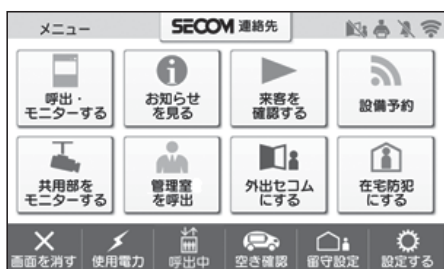 メニュー
SECOM 連絡先
呼出・
モニターする
お知らせ
を見る
来客を
確認する
設備予約
共用部を
モニターする
管理室
を呼出
外出セコム
にする
在宅防犯
にする
画面を消す
使用電力
呼出中
空き確認
留守設定
設定する